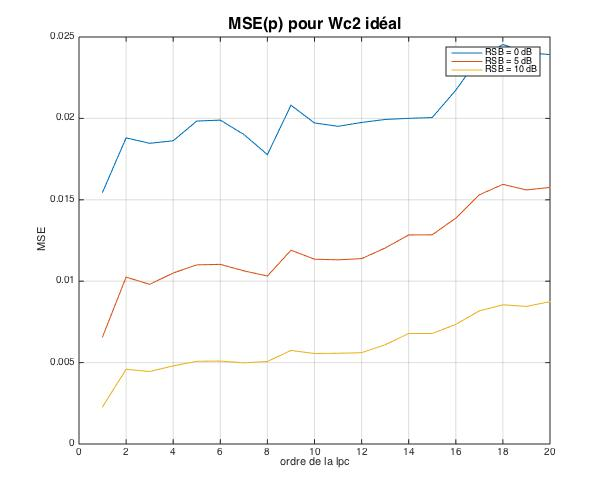 MSE(p) pour Wc2 idéal
0.025
RSB = 0 dB
RSB = 5 dB
RSB = 10 dB
0.02
0.015
MSE
0.01
0.005
0
0 2 4 6 8 10 12 14 16 18 20
ordre de la lpc